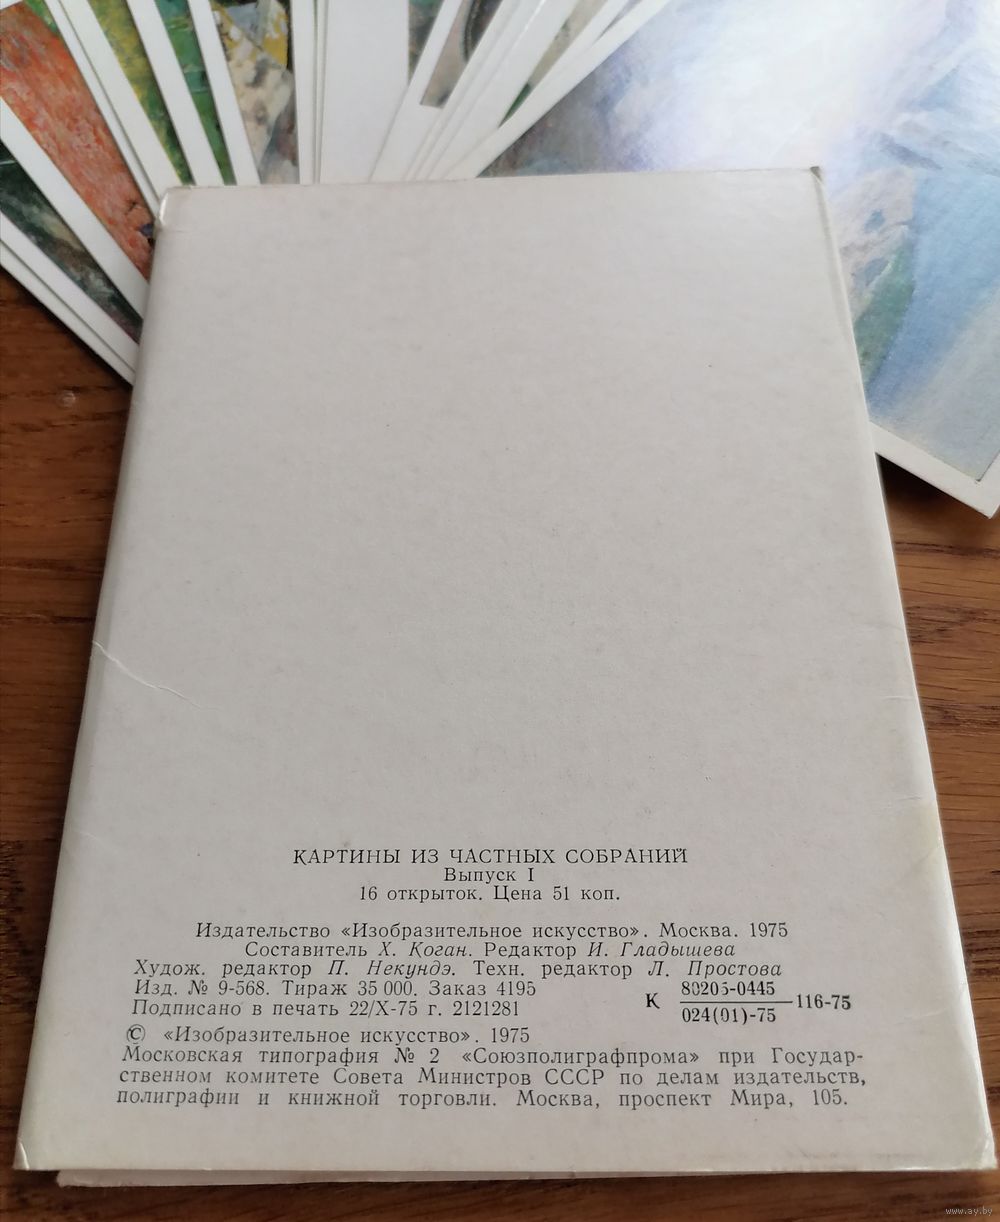 КАРТИНЫ ИЗ ЧАСТНЫХ СОБРАНИЙ
Выпуск I
16 открыток. Цена 51 коп.
Издательство «Изобразительное искусство». Москва. 1975
Составитель Х. Коган. Редактор И. Гладышева
Худож. редактор П. Некундэ. Техн. редактор Л. Простова
Изд. № 9-568. Тираж 35 000. Заказ 4195
Подписано в печать 22/X-75 г. 2121281
К 80205-0445
024(01)-75 —116-75
© «Изобразительное искусство». 1975
Московская типография № 2 «Союзполиграфпрома» при Государ-
ственном комитете Совета Министров СССР по делам издательств,
полиграфии и книжной торговли. Москва, проспект Мира, 105.
www.ay.by